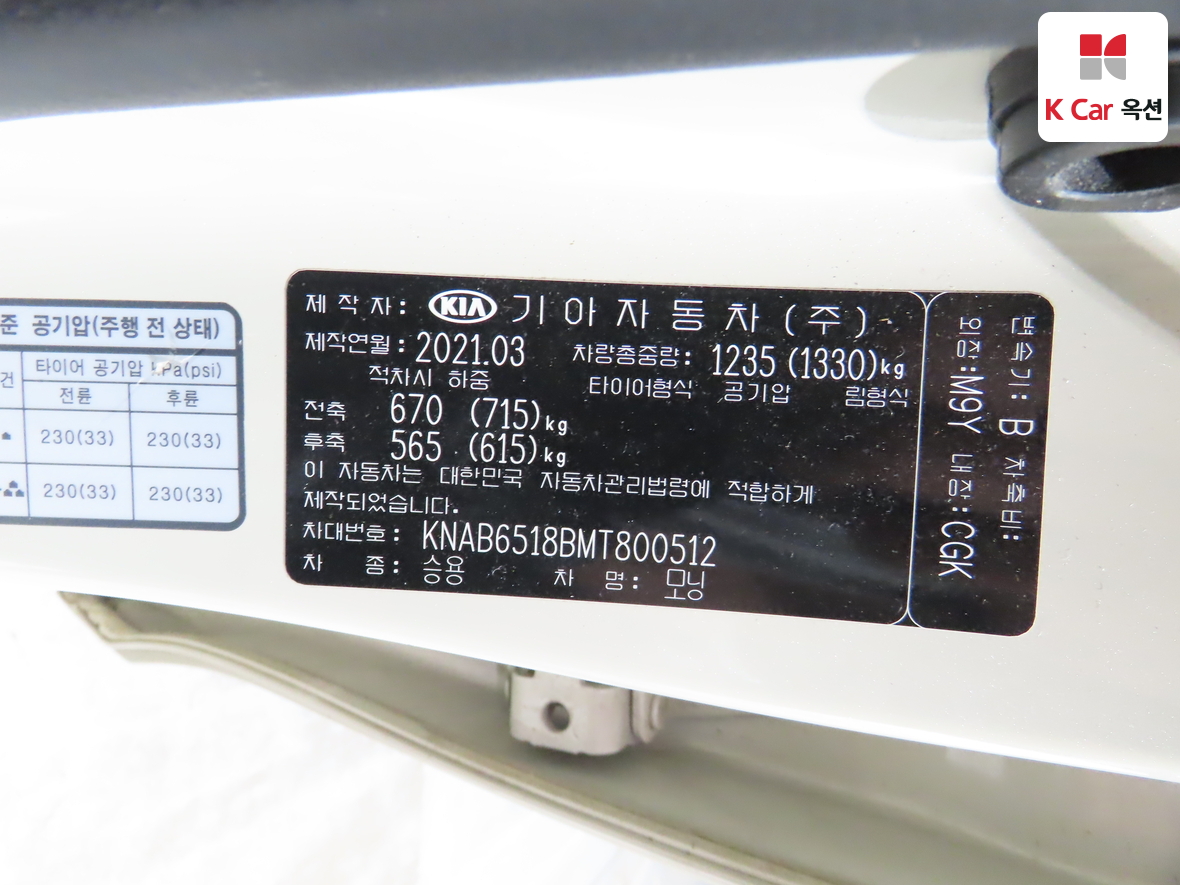 K Car 옥션
준 공기압(주행 전 상태)
건 타이어 공기압 kPa(psi)
전륜 후륜
230(33) 230(33)
230(33) 230(33)
제 작 자 : KIA 기 아 자 동 차 ( 주 )
제작연월 : 2021.03 차량총중량: 1235 (1330)kg
적차시 하중 타이어형식 공기압 림형식
전축 670 (715)kg
후축 565 (615)kg
이 자동차는 대한민국 자동차관리법령에 적합하게
제작되었습니다.
차대번호 : KNAB6518BMT800512
차 종 : 승용 차 명 : 모닝
변속기: B 차축비:
외장:M9Y 내장:CGK